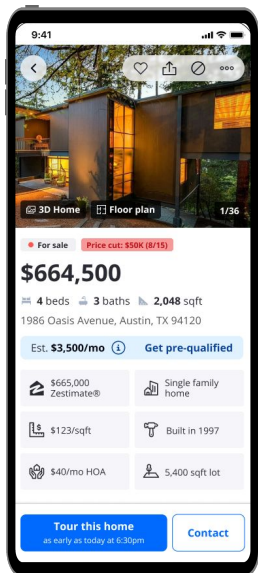 9:41
3D Home
Floor plan
1/36
For sale
Price cut: $50K (8/15)
$664,500
4 beds 3 baths 2,048 sqft
1986 Oasis Avenue, Austin, TX 94120
Est. $3,500/mo Get pre-qualified
$665,000
Zestimate®
Single family
home
$123/sqft
Built in 1997
$40/mo HOA
5,400 sqft lot
Tour this home
as early as today at 6:30pm
Contact